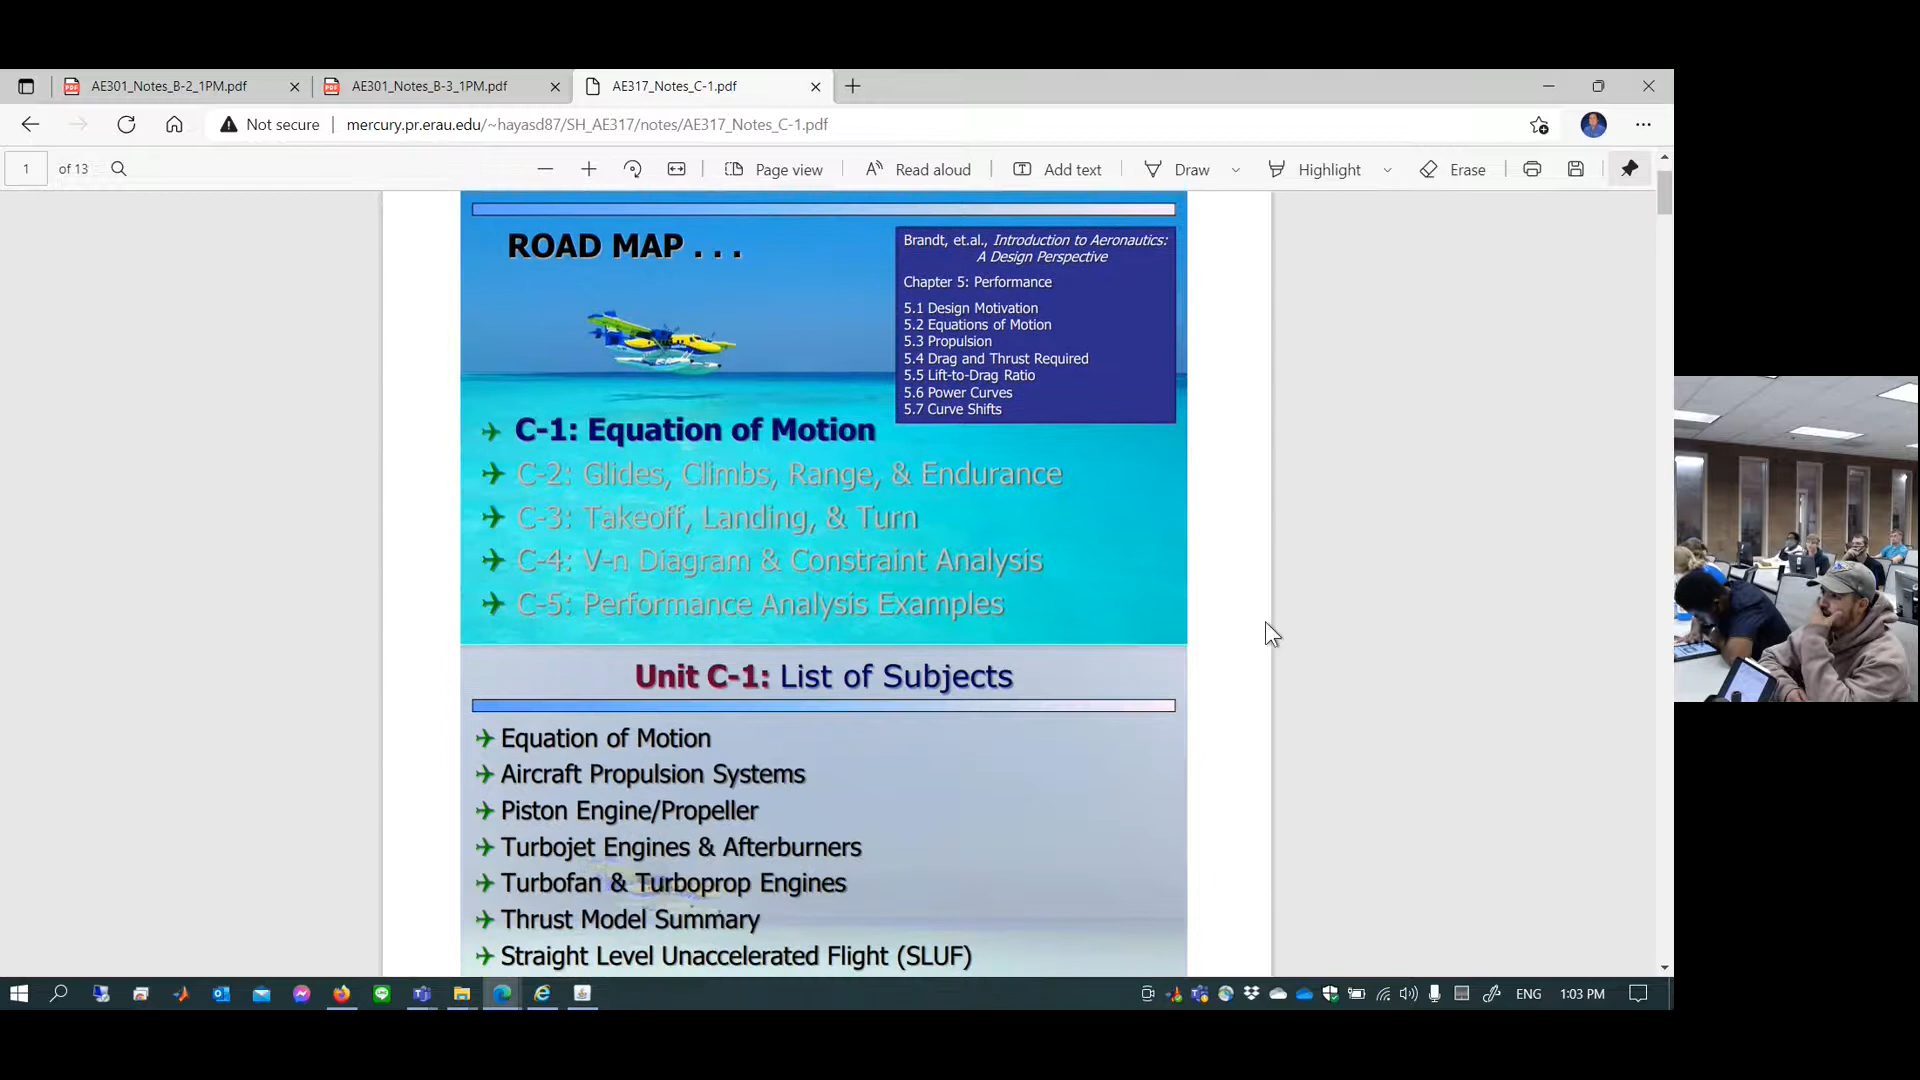 AE301_Notes_B-2_1PM.pdf
AE301_Notes_B-3_1PM.pdf
AE317_Notes_C-1.pdf
Not secure
mercury.pr.erau.edu/~hayasd87/SH_AE317/notes/AE317_Notes_C-1.pdf
1 of 13
Page view
Read aloud
Add text
Draw
Highlight
Erase
ROAD MAP . . .
Brandt, et.al., Introduction to Aeronautics:
A Design Perspective
Chapter 5: Performance
5.1 Design Motivation
5.2 Equations of Motion
5.3 Propulsion
5.4 Drag and Thrust Required
5.5 Lift-to-Drag Ratio
5.6 Power Curves
5.7 Curve Shifts
C-1: Equation of Motion
C-2: Glides, Climbs, Range, & Endurance
C-3: Takeoff, Landing, & Turn
C-4: V-n Diagram & Constraint Analysis
C-5: Performance Analysis Examples
Unit C-1: List of Subjects
Equation of Motion
Aircraft Propulsion Systems
Piston Engine/Propeller
Turbojet Engines & Afterburners
Turbofan & Turboprop Engines
Thrust Model Summary
Straight Level Unaccelerated Flight (SLUF)
ENG
1:03 PM